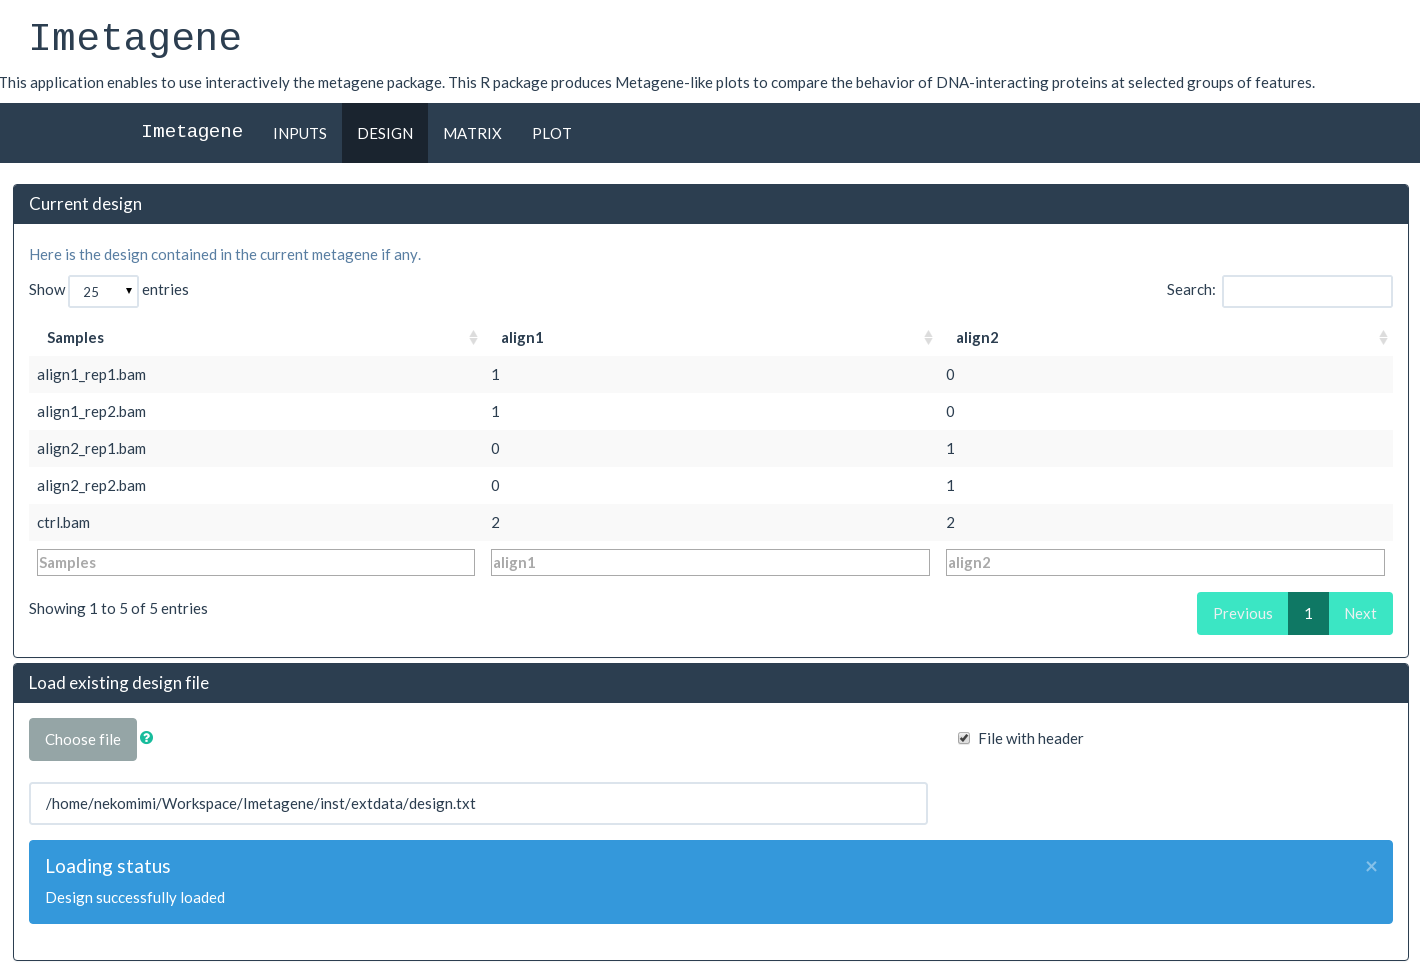 Imetagene
This application enables to use interactively the metagene package. This R package produces Metagene-like plots to compare the behavior of DNA-interacting proteins at selected groups of features.
Imetagene INPUTS DESIGN MATRIX PLOT
Current design
Here is the design contained in the current metagene if any.
Show 25 entries Search:
Samples align1 align2
align1_rep1.bam 1 0
align1_rep2.bam 1 0
align2_rep1.bam 0 1
align2_rep2.bam 0 1
ctrl.bam 2 2
Samples align1 align2
Showing 1 to 5 of 5 entries Previous 1 Next
Load existing design file
Choose file File with header
/home/nekomimi/Workspace/Imetagene/inst/extdata/design.txt
Loading status ×
Design successfully loaded